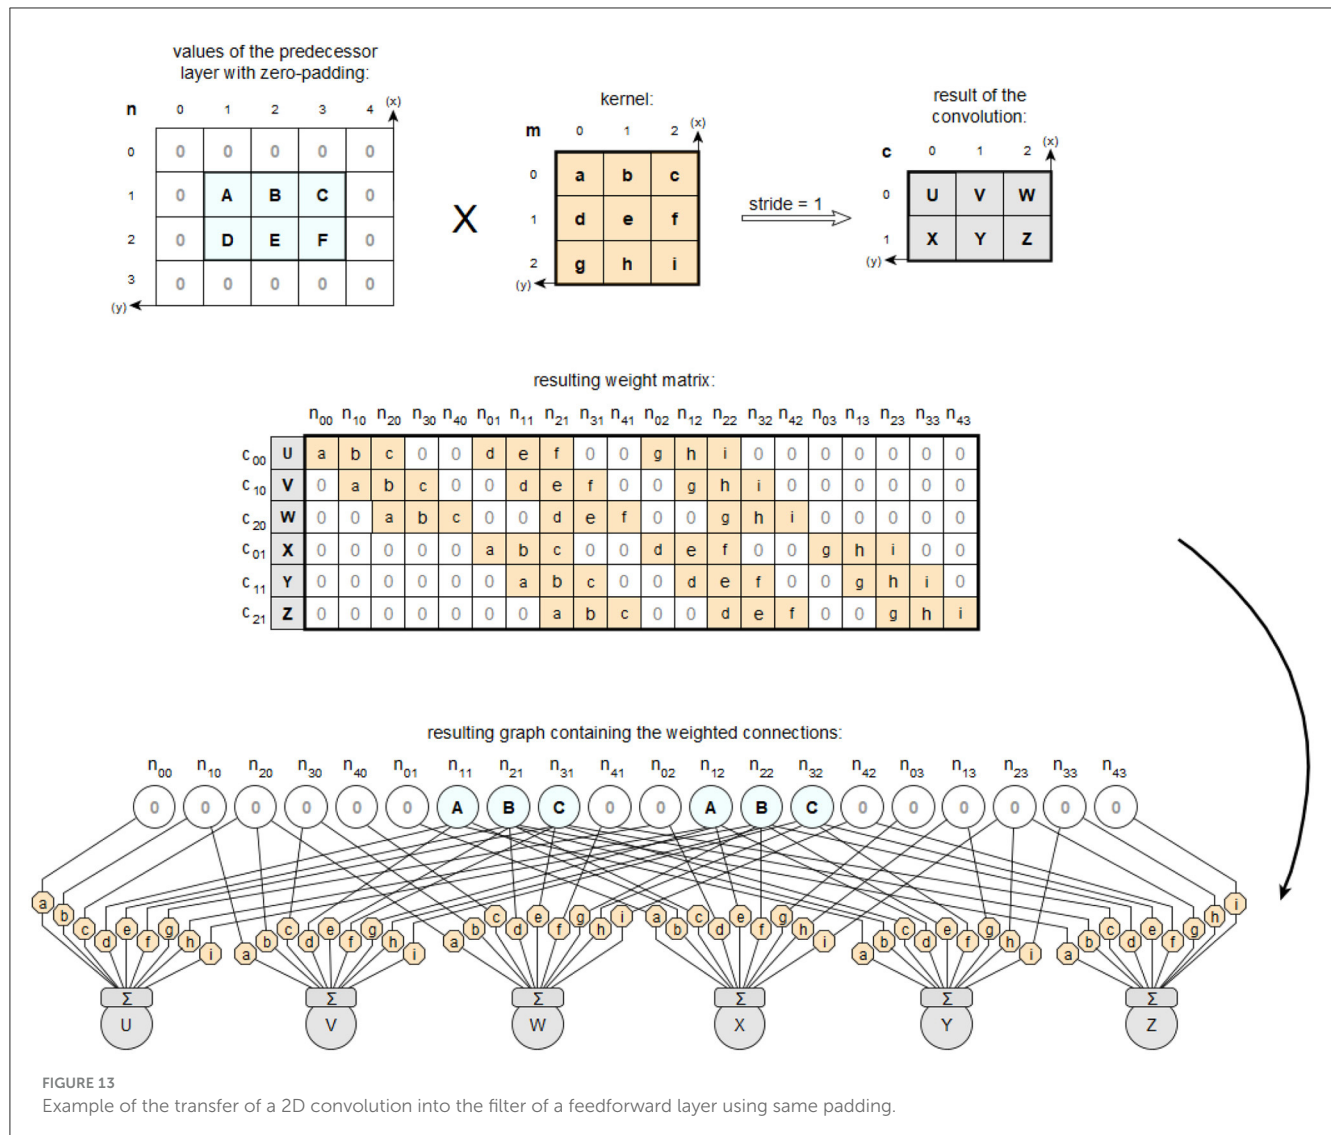 values of the predecessor
layer with zero-padding:
n 0 1 2 3 4 (x)
0 0 0 0 0 0
1 0 A B C 0
2 0 D E F 0
3 0 0 0 0 0
(y)
X
kernel:
m 0 1 2 (x)
0 a b c
1 d e f
2 g h i
(y)
stride = 1
result of the
convolution:
c 0 1 2 (x)
0 U V W
1 X Y Z
(y)
resulting weight matrix:
n00 n10 n20 n30 n40 n01 n11 n21 n31 n41 n02 n12 n22 n32 n42 n03 n13 n23 n33 n43
c00 U a b c 0 0 d e f 0 0 g h i 0 0 0 0 0 0 0
c10 V 0 a b c 0 0 d e f 0 0 g h i 0 0 0 0 0 0
c20 W 0 0 a b c 0 0 d e f 0 0 g h i 0 0 0 0 0
c01 X 0 0 0 0 0 a b c 0 0 d e f 0 0 g h i 0 0
c11 Y 0 0 0 0 0 0 a b c 0 0 d e f 0 0 g h i 0
c21 Z 0 0 0 0 0 0 0 a b c 0 0 d e f 0 0 g h i
resulting graph containing the weighted connections:
n00 n10 n20 n30 n40 n01 n11 n21 n31 n41 n02 n12 n22 n32 n42 n03 n13 n23 n33 n43
0 0 0 0 0 0 A B C 0 0 A B C 0 0 0 0 0 0
a b c d e f g h i a b c d e f g h i a b c d e f g h i a b c d e f g h i a b c d e f g h i a b c d e f g h i
Σ Σ Σ Σ Σ Σ
U V W X Y Z
FIGURE 13
Example of the transfer of a 2D convolution into the filter of a feedforward layer using same padding.